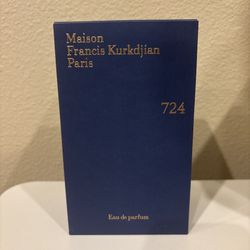 Maison
Francis Kurkdjian
Paris
724
Eau de parfum